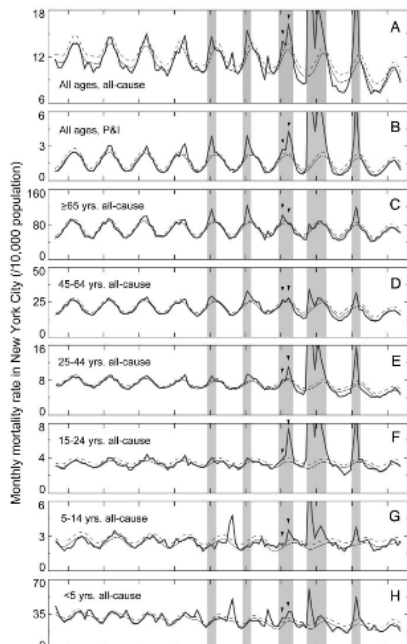 Monthly mortality rate in New York City (/10,000 population)
18
12
6
A
All ages, all-cause
6
3
0
B
All ages, P&I
160
80
0
C
≥65 yrs. all-cause
50
25
0
D
45-64 yrs. all-cause
16
8
0
E
25-44 yrs. all-cause
8
4
0
F
15-24 yrs. all-cause
6
3
0
G
5-14 yrs. all-cause
70
35
H
<5 yrs. all-cause